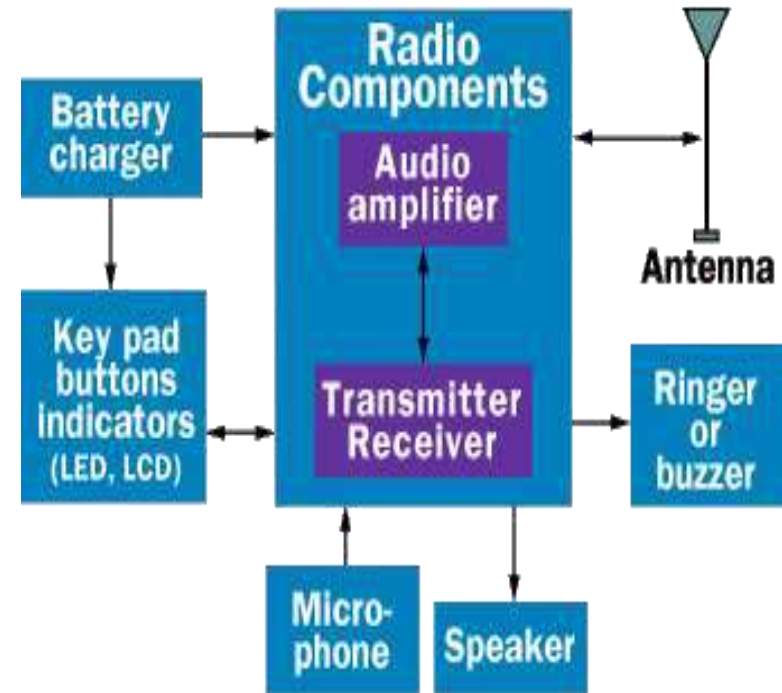 Radio
Components
Battery
charger
Audio
amplifier
Antenna
Key pad
buttons
indicators
(LED, LCD)
Transmitter
Receiver
Ringer
or
buzzer
Micro-
phone
Speaker